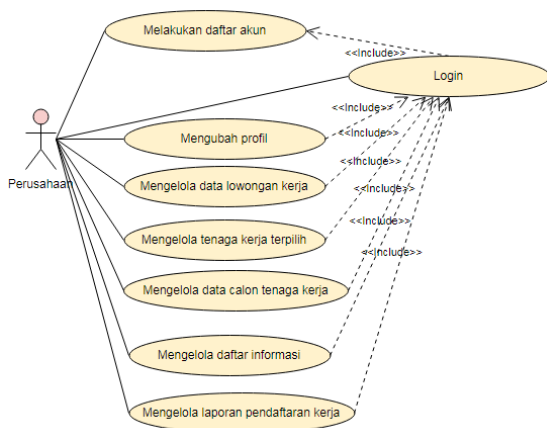 Melakukan daftar akun
<<Include>>
Login
<<Include>>
Mengubah profil
<<Include>>
<<Include>>
Perusahaan
Mengelola data lowongan kerja
<<Include>>
Mengelola tenaga kerja terpilih
<<Include>>
<<Include>>
Mengelola data calon tenaga kerja
Mengelola daftar informasi
Mengelola laporan pendaftaran kerja